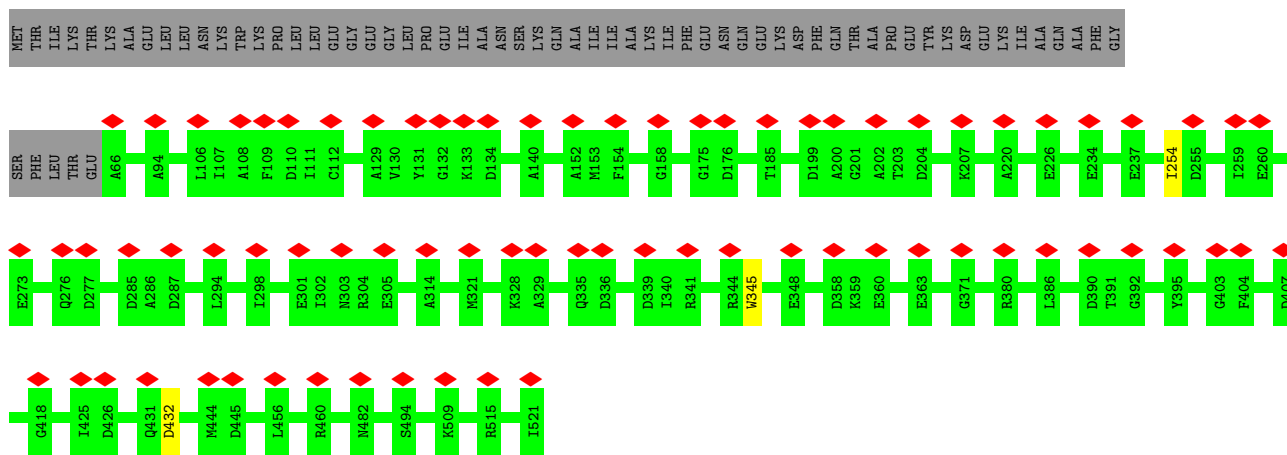 MET THR ILE LYS THR LYS ALA GLU LEU LEU ASN LYS TRP LYS PRO LEU LEU GLU GLY GLU GLY LEU PRO GLU ILE ALA ASN SER LYS GLN ALA ILE ILE ALA LYS ILE PHE GLU ASN GLN GLU LYS ASP PHE GLN THR ALA PRO GLU TYR LYS ASP GLU LYS ILE ALA GLN ALA PHE GLY
SER PHE LEU THR GLU A66 A94 L106 I107 A108 F109 D110 I111 G112 A129 V130 Y131 G132 K133 D134 A140 A152 M153 F154 G158 G175 D176 T185 D199 A200 G201 A202 T203 D204 K207 A220 E226 E234 E237 I254 D255 I259 E260
E273 Q276 D277 D285 A286 D287 L294 I298 E301 I302 N303 R304 E305 A314 M321 K328 A329 Q335 D336 D339 I340 R341 R344 W345 E348 D358 K359 E360 E363 G371 R380 L386 D390 T391 G392 Y395 G403 F404
G418 I425 D426 Q431 D432 M444 D445 L456 R460 N482 S494 K509 R515 I521